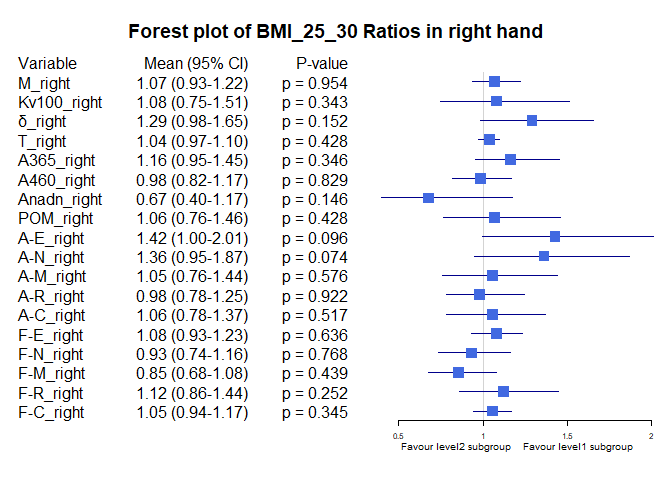 Forest plot of BMI_25_30 Ratios in right hand
Variable Mean (95% CI) P-value
M_right 1.07 (0.93-1.22) p = 0.954
Kv100_right 1.08 (0.75-1.51) p = 0.343
δ_right 1.29 (0.98-1.65) p = 0.152
T_right 1.04 (0.97-1.10) p = 0.428
A365_right 1.16 (0.95-1.45) p = 0.346
A460_right 0.98 (0.82-1.17) p = 0.829
Anadn_right 0.67 (0.40-1.17) p = 0.146
POM_right 1.06 (0.76-1.46) p = 0.428
A-E_right 1.42 (1.00-2.01) p = 0.096
A-N_right 1.36 (0.95-1.87) p = 0.074
A-M_right 1.05 (0.76-1.44) p = 0.576
A-R_right 0.98 (0.78-1.25) p = 0.922
A-C_right 1.06 (0.78-1.37) p = 0.517
F-E_right 1.08 (0.93-1.23) p = 0.636
F-N_right 0.93 (0.74-1.16) p = 0.768
F-M_right 0.85 (0.68-1.08) p = 0.439
F-R_right 1.12 (0.86-1.44) p = 0.252
F-C_right 1.05 (0.94-1.17) p = 0.345
0.5 1 1.5 2
Favour level2 subgroup Favour level1 subgroup